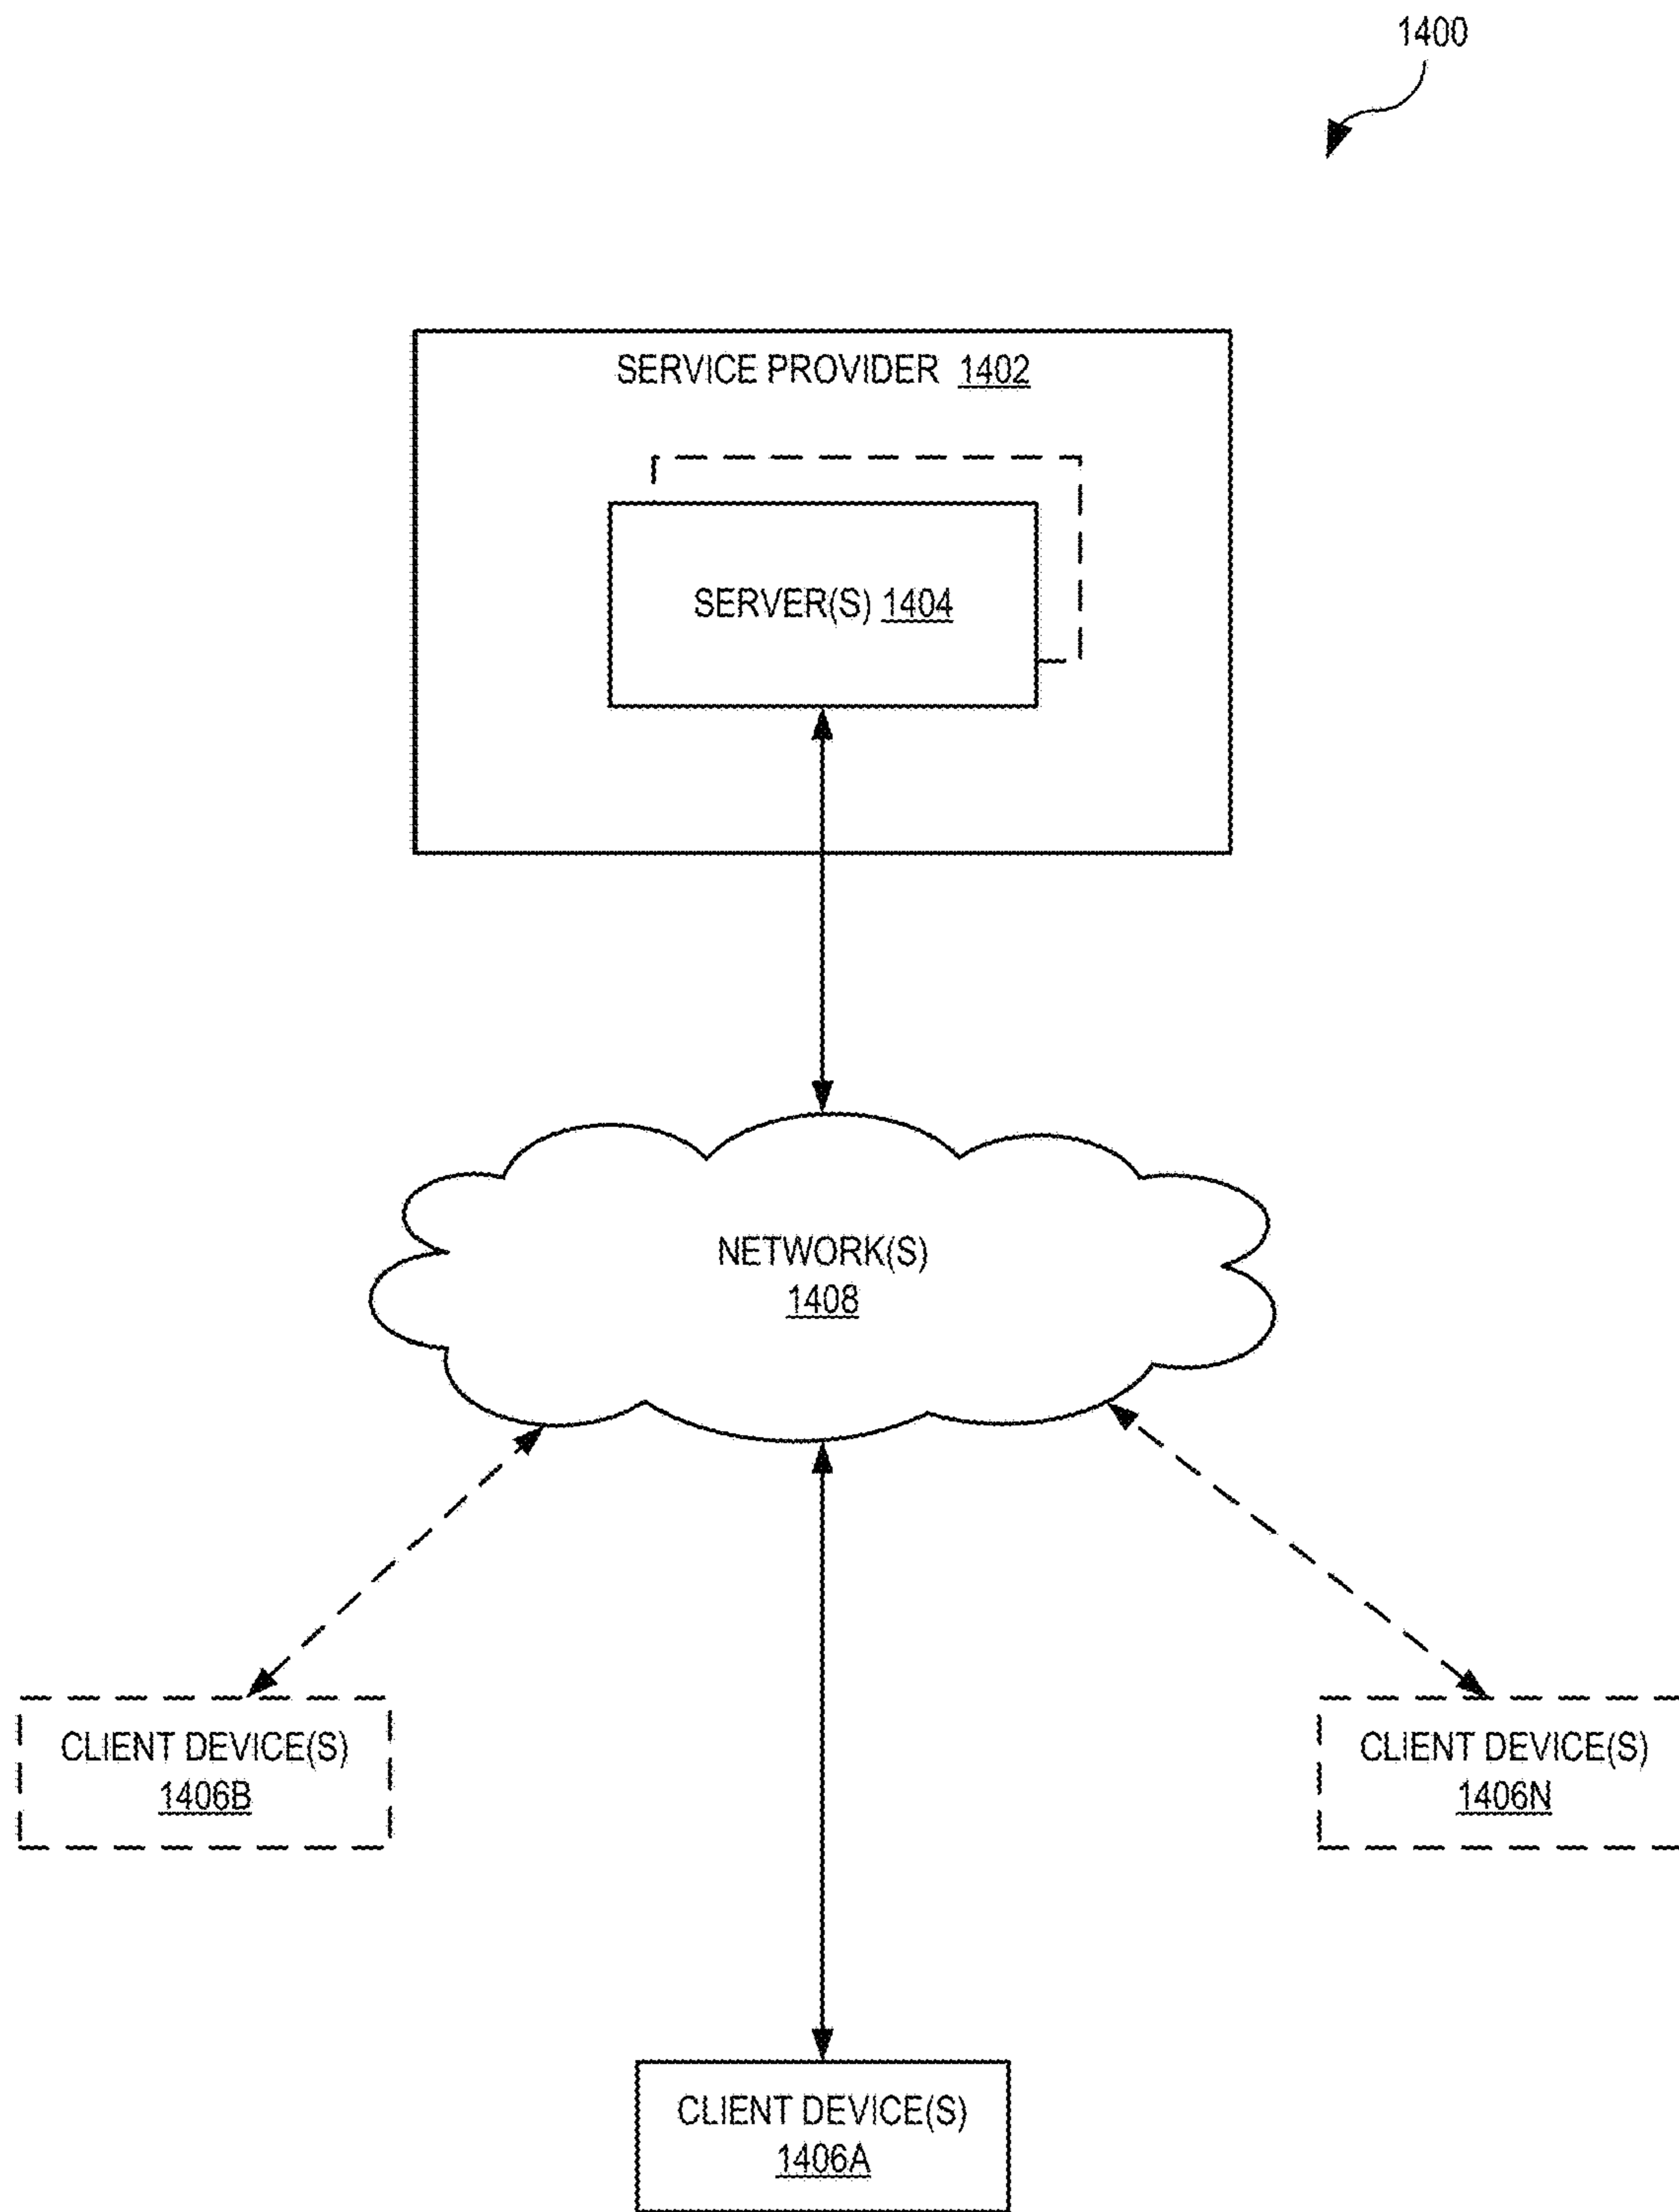 1400
SERVICE PROVIDER 1402
SERVER(S) 1404
NETWORK(S)
1408
CLIENT DEVICE(S)
1406B
CLIENT DEVICE(S)
1406N
CLIENT DEVICE(S)
1406A